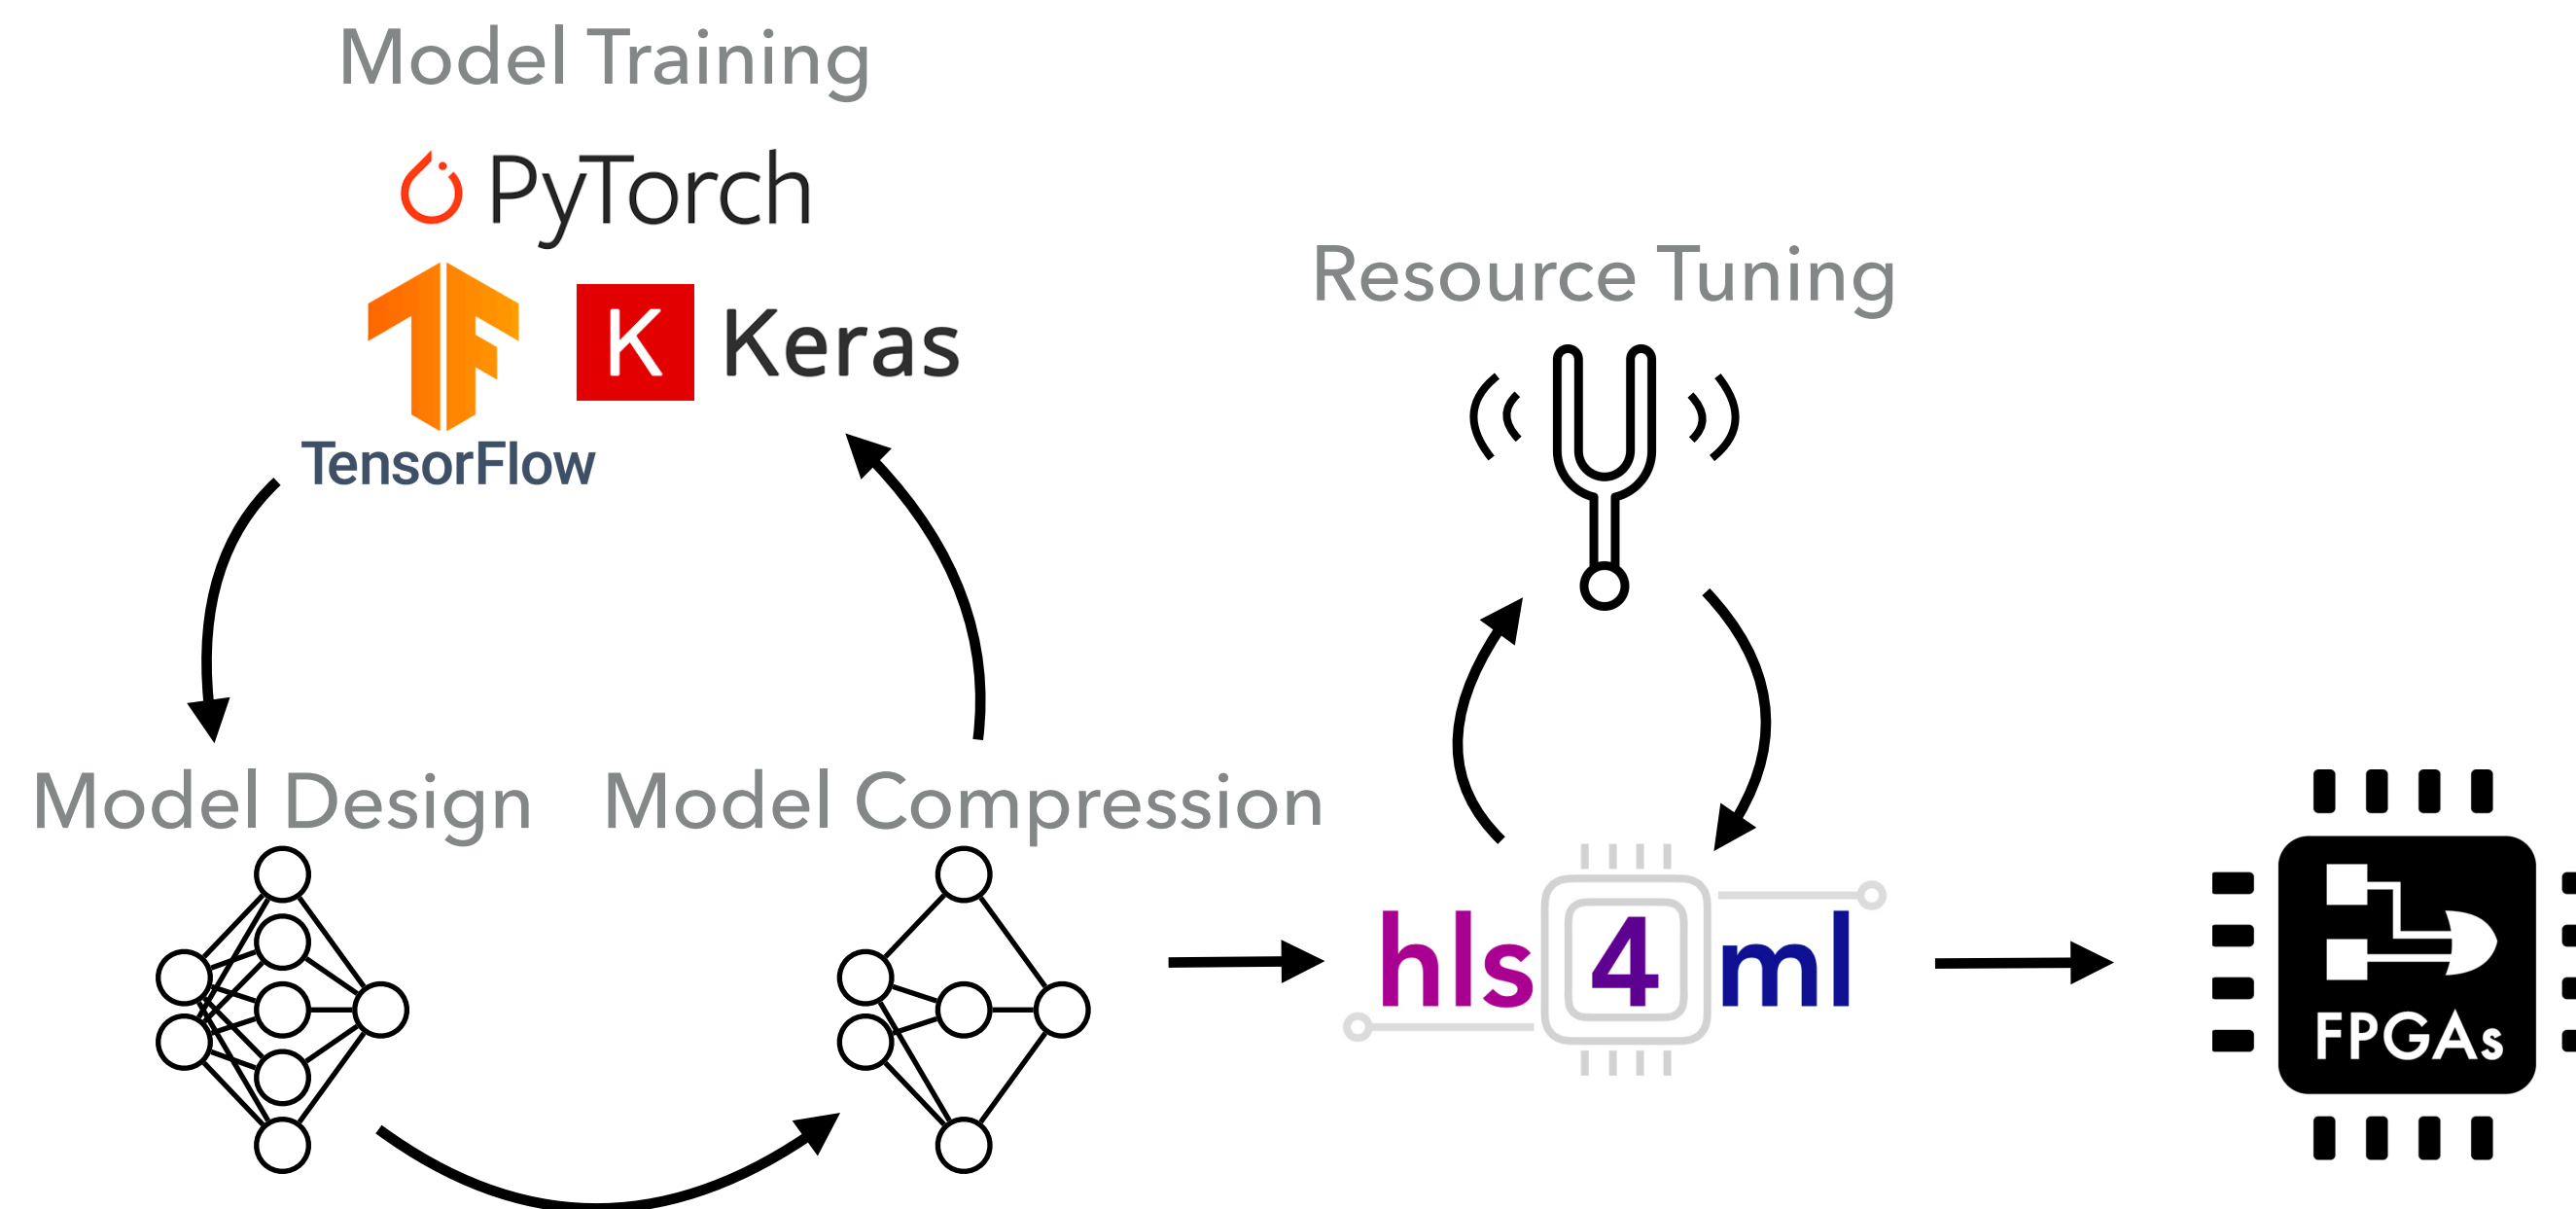 Model Training
PyTorch
K Keras
TensorFlow
Resource Tuning
Model Design
Model Compression
hls 4 ml
FPGAs